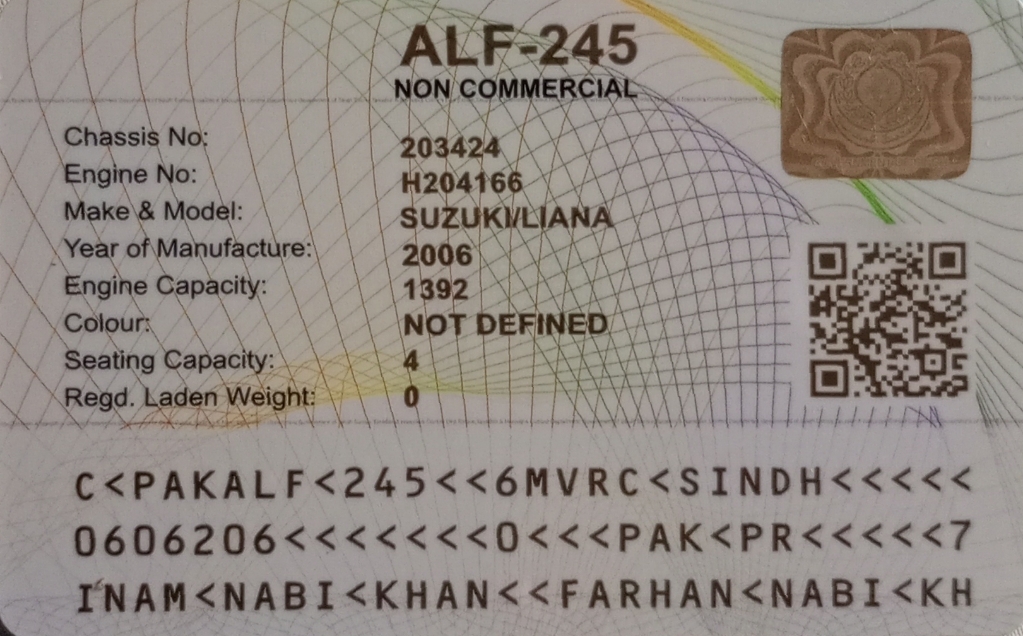 ALF-245
NON COMMERCIAL
Chassis No: 203424
Engine No: H204166
Make & Model: SUZUKI/LIANA
Year of Manufacture: 2006
Engine Capacity: 1392
Colour: NOT DEFINED
Seating Capacity: 4
Regd. Laden Weight: 0
C<PAKALF<245<<6MVRC<SINDH<<<<<
0606206<<<<<<<<0<<<PAK<PR<<<<<7
INAM<NABI<KHAN<<FARHAN<NABI<KH